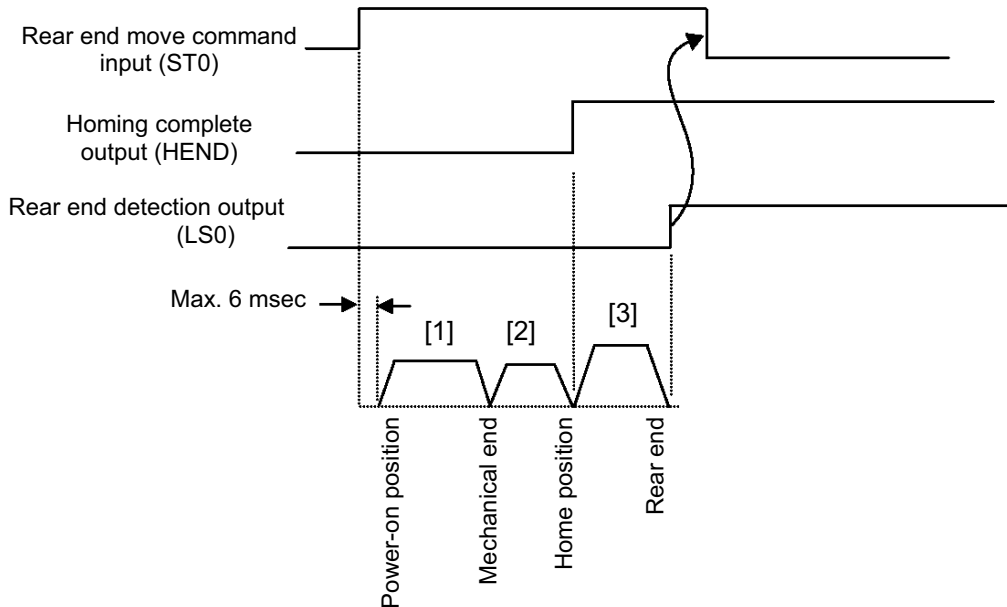 Rear end move command
input (ST0)
Homing complete
output (HEND)
Rear end detection output
(LS0)
Max. 6 msec
[1]
[2]
[3]
Power-on position
Mechanical end
Home position
Rear end